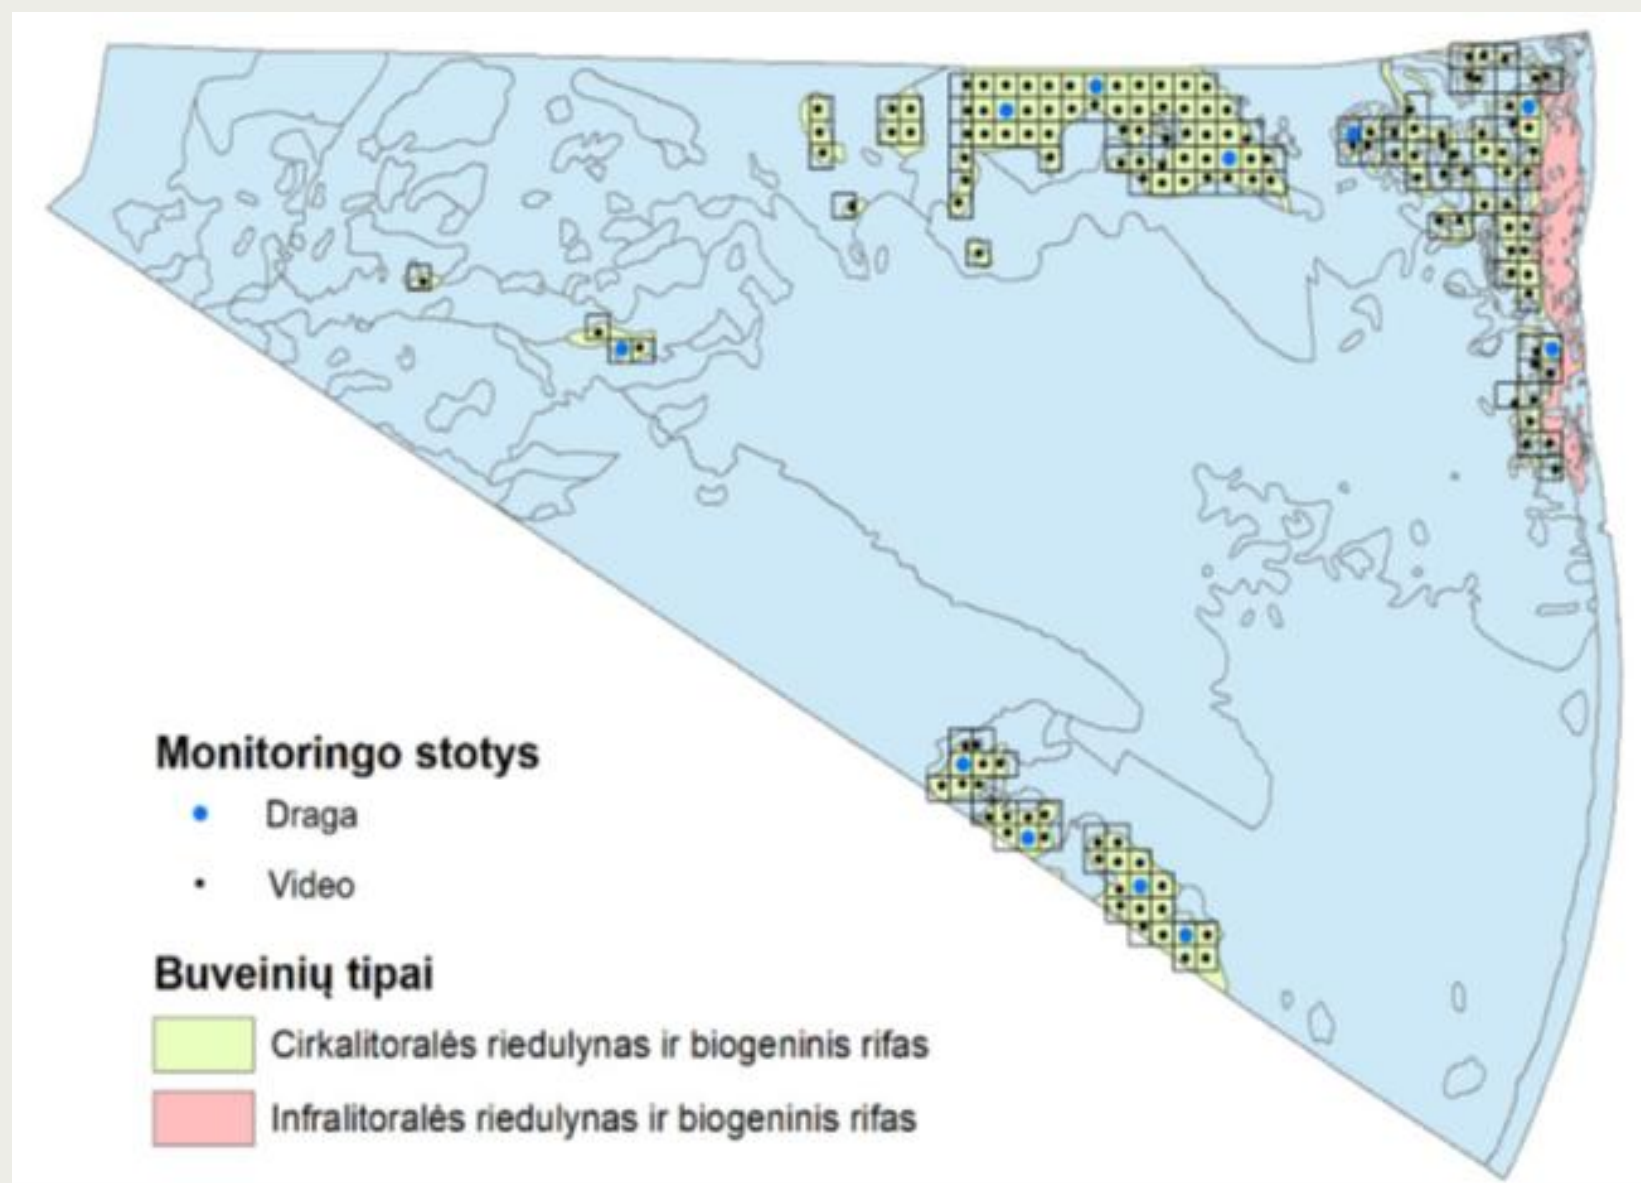 Monitoringo stotys
Draga
Video
Buveinių tipai
Cirkalitoralės riedulynas ir biogeninis rifas
Infralitoralės riedulynas ir biogeninis rifas